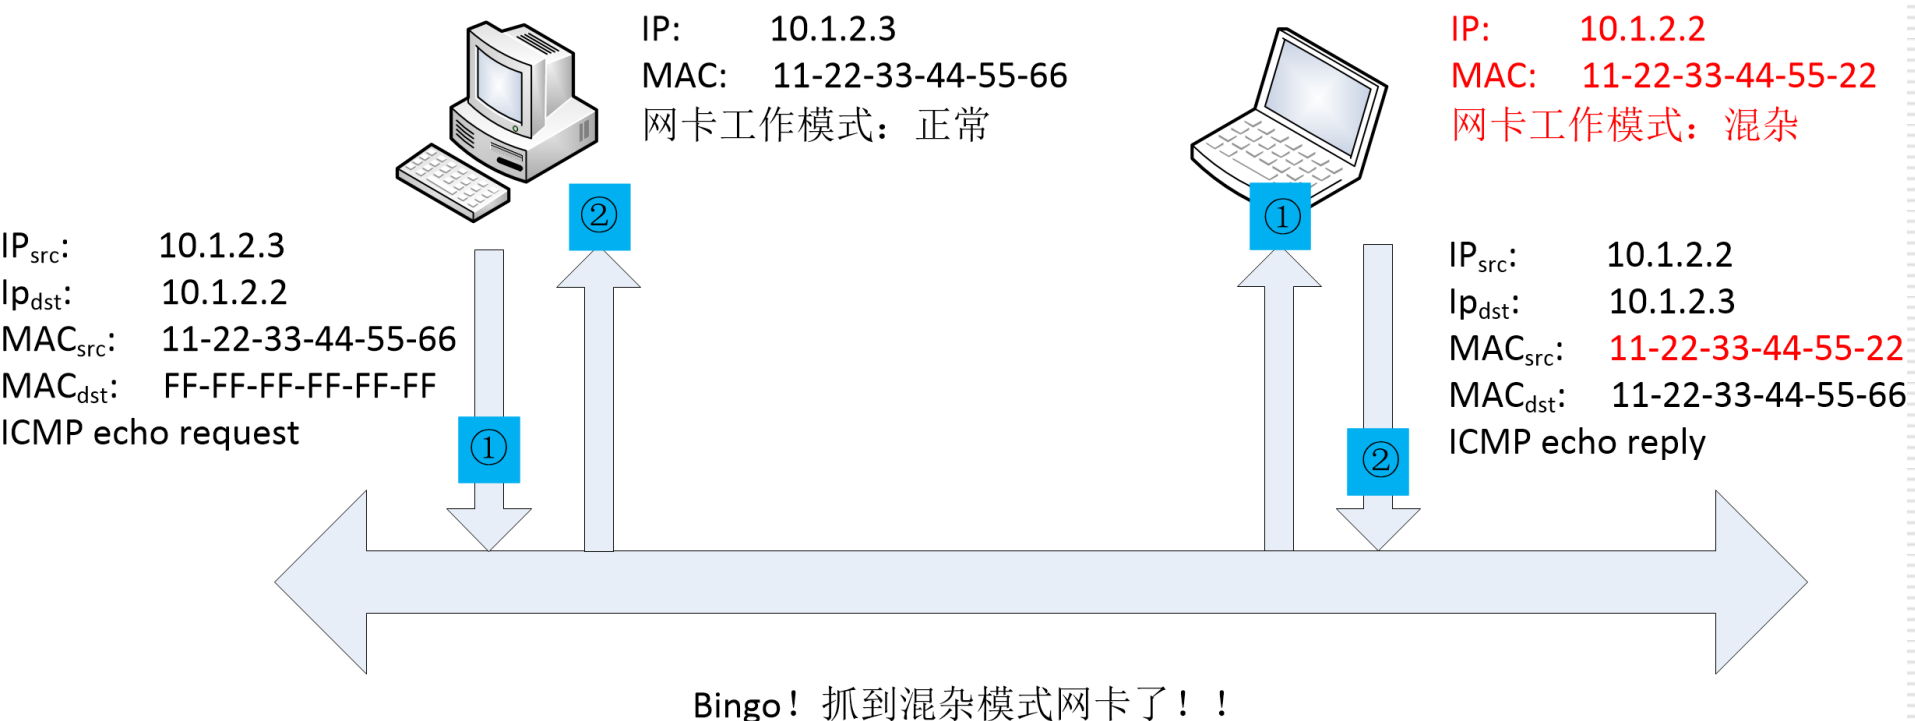 IP: 10.1.2.3
MAC: 11-22-33-44-55-66
网卡工作模式：正常
IP: 10.1.2.2
MAC: 11-22-33-44-55-22
网卡工作模式：混杂
②
①
IPsrc: 10.1.2.3
Ipdst: 10.1.2.2
MACsrc: 11-22-33-44-55-66
MACdst: FF-FF-FF-FF-FF-FF
ICMP echo request
①
IPsrc: 10.1.2.2
Ipdst: 10.1.2.3
MACsrc: 11-22-33-44-55-22
MACdst: 11-22-33-44-55-66
ICMP echo reply
②
Bingo！抓到混杂模式网卡了！！